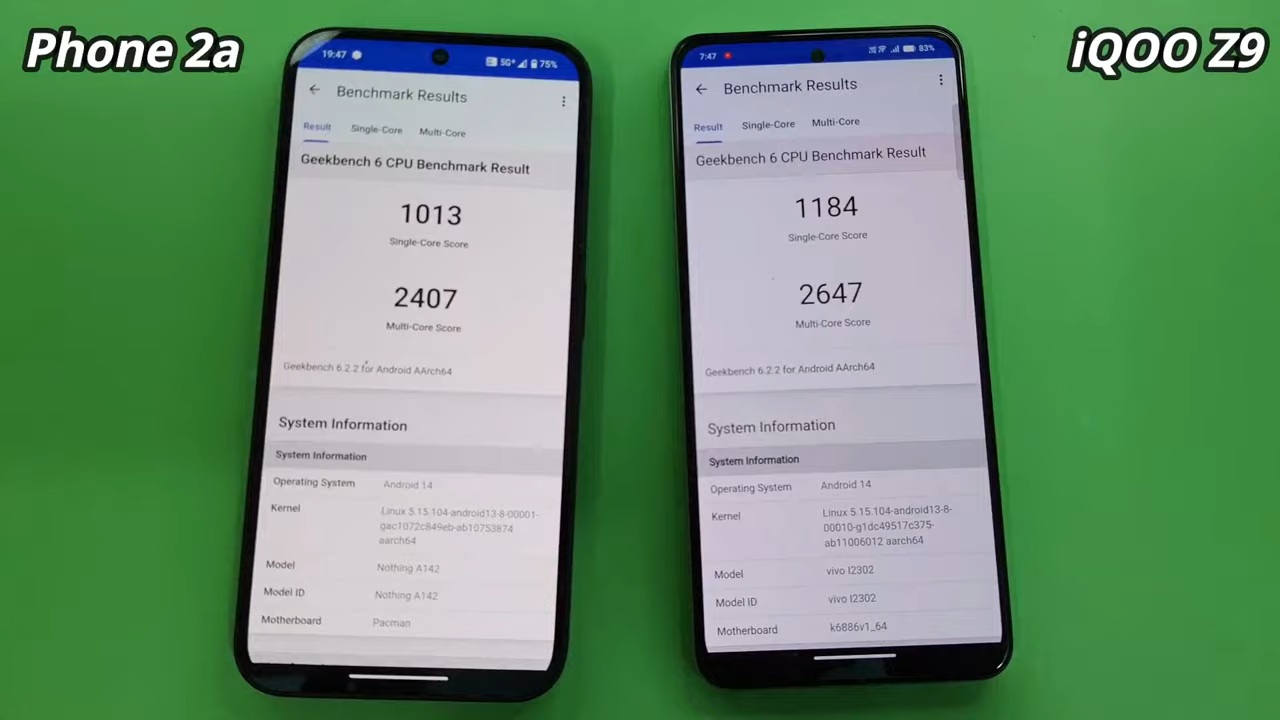 Phone 2a
iQOO Z9
19:47
5G+
75%
Benchmark Results
Result Single-Core Multi-Core
Geekbench 6 CPU Benchmark Result
1013
Single-Core Score
2407
Multi-Core Score
Geekbench 6.2.2 for Android AArch64
System Information
System Information
Operating System Android 14
Kernel Linux 5.15.104-android13-8-00001-
gac1072c849eb-ab10753874
aarch64
Model Nothing A142
Model ID Nothing A142
Motherboard Pacman
7:47
83%
Benchmark Results
Result Single-Core Multi-Core
Geekbench 6 CPU Benchmark Result
1184
Single-Core Score
2647
Multi-Core Score
Geekbench 6.2.2 for Android AArch64
System Information
System Information
Operating System Android 14
Kernel Linux 5.15.104-android13-8-
00010-g1dc49517c375-
ab11006012 aarch64
Model vivo I2302
Model ID vivo I2302
Motherboard k6886v1_64